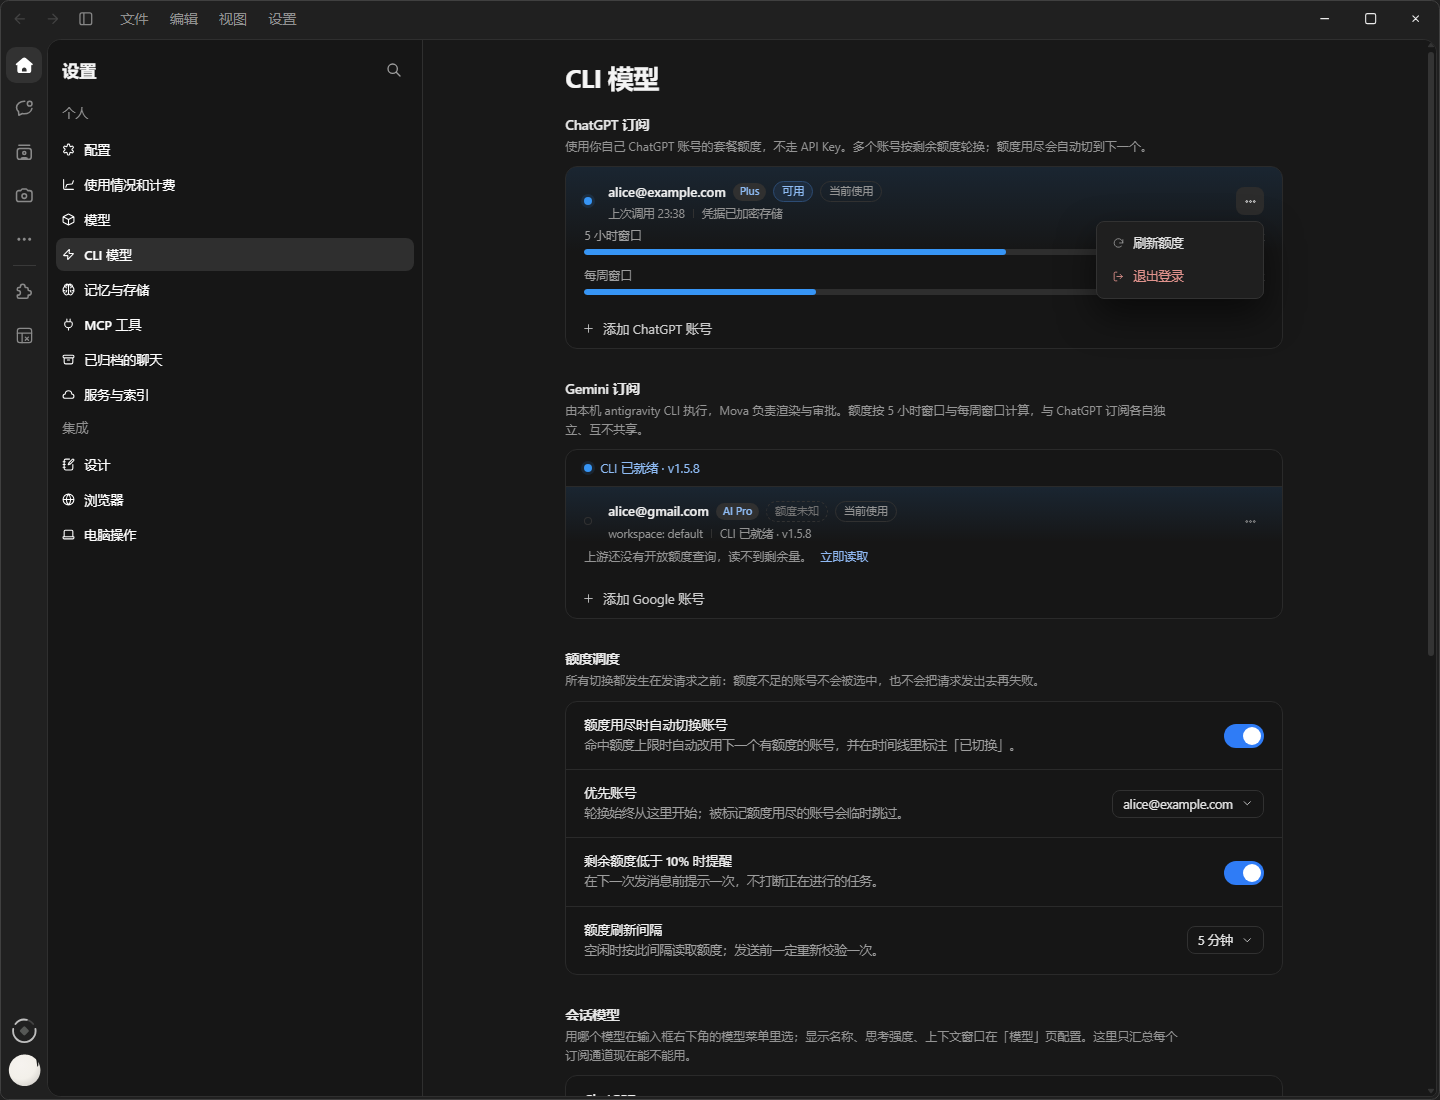 文件 编辑 视图 设置
设置
个人
配置
使用情况和计费
模型
CLI 模型
记忆与存储
MCP 工具
已归档的聊天
服务与索引
集成
设计
浏览器
电脑操作
CLI 模型
ChatGPT 订阅
使用你自己 ChatGPT 账号的套餐额度，不走 API Key。多个账号按剩余额度轮换；额度用尽会自动切到下一个。
alice@example.com Plus 可用 当前使用
上次调用 23:38 凭据已加密存储
5 小时窗口
每周窗口
刷新额度
退出登录
添加 ChatGPT 账号
Gemini 订阅
由本机 antigravity CLI 执行，Mova 负责渲染与审批。额度按 5 小时窗口与每周窗口计算，与 ChatGPT 订阅各自独
立、互不共享。
CLI 已就绪 · v1.5.8
alice@gmail.com AI Pro 额度未知 当前使用
workspace: default CLI 已就绪 · v1.5.8
上游还没有开放额度查询，读不到剩余量。 立即读取
添加 Google 账号
额度调度
所有切换都发生在发请求之前：额度不足的账号不会被选中，也不会把请求发出去再失败。
额度用尽时自动切换账号
命中额度上限时自动改用下一个有额度的账号，并在时间线里标注「已切换」。
优先账号
轮换始终从这里开始；被标记额度用尽的账号会临时跳过。
alice@example.com
剩余额度低于 10% 时提醒
在下一次发消息前提示一次，不打断正在进行的任务。
额度刷新间隔
空闲时按此间隔读取额度；发送前一定重新校验一次。
5 分钟
会话模型
用哪个模型在输入框右下角的模型菜单里选；显示名称、思考强度、上下文窗口在「模型」页配置。这里只汇总每个
订阅通道现在能不能用。